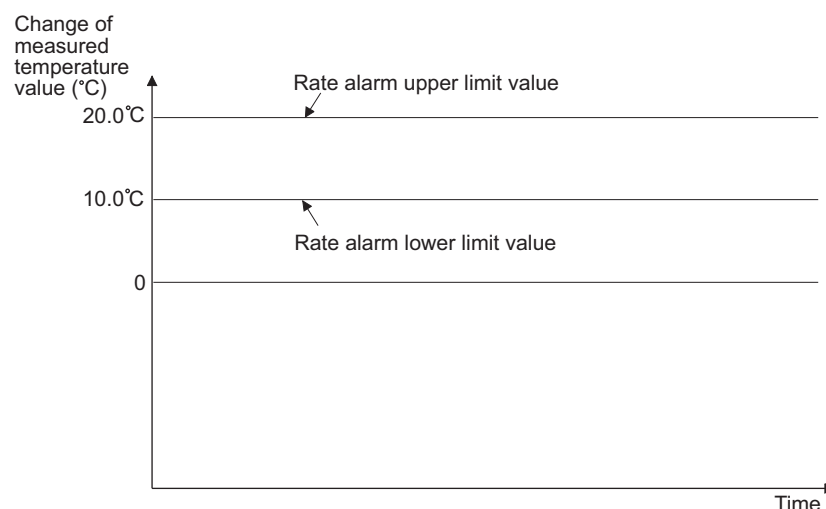 Change of
measured
temperature
value (°C)
Rate alarm upper limit value
20.0°C
10.0°C
Rate alarm lower limit value
0
Time